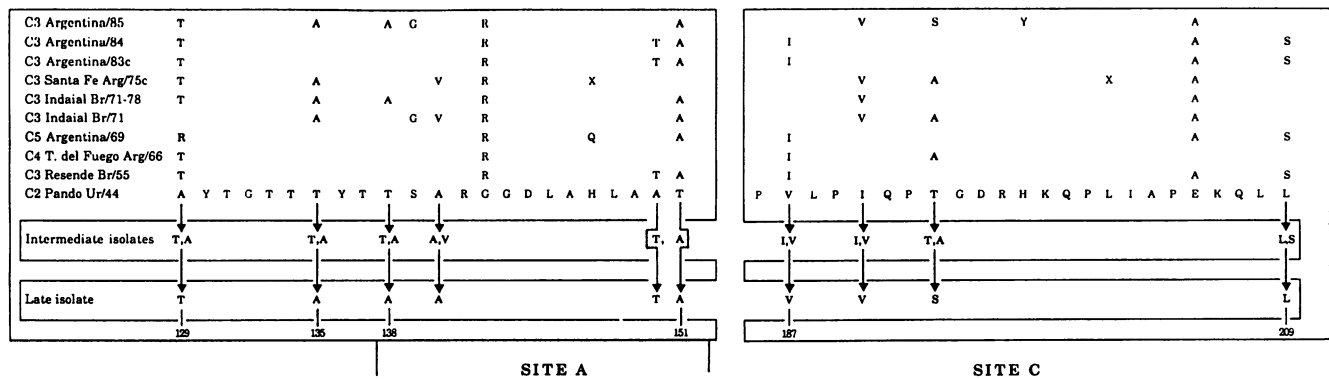 C3 Argentina/85 T A A G R A V S Y A
C3 Argentina/84 T R T A I A S
C3 Argentina/83c T R T A I A S
C3 Santa Fe Arg/75c T A V R X V A X A
C3 Indaial Br/71-78 T A A R A V A
C3 Indaial Br/71 A G V R A V A A
C5 Argentina/69 R R Q A I A S
C4 T. del Fuego Arg/66 T R I A
C3 Resende Br/55 T R T A I A S
C2 Pando Ur/44 A Y T G T T T Y T T S A R G G D L A H L A A T P V L P I Q P T G D R H K Q P L I A P E K Q L L
Intermediate isolates T,A T,A T,A A,V T, A I,V I,V T,A L,S
Late isolate T A A A T A V V S L
129 135 138 151 187 209
SITE A SITE C